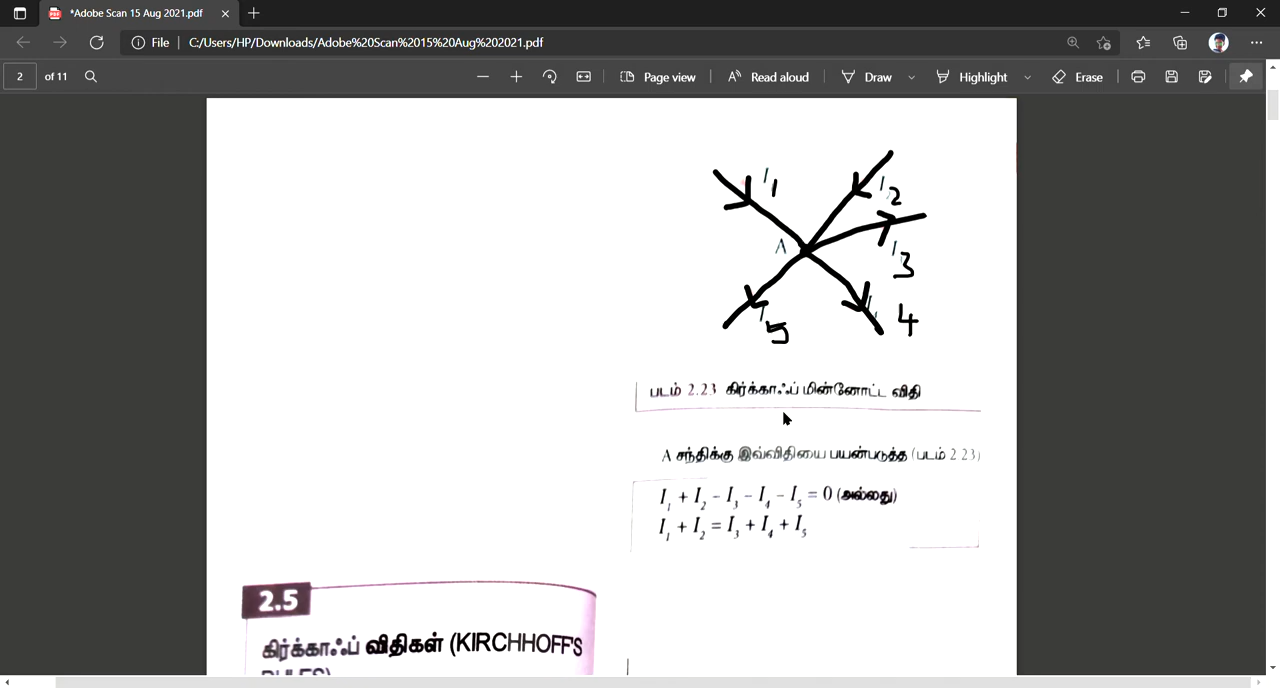 *Adobe Scan 15 Aug 2021.pdf
File C:/Users/HP/Downloads/Adobe%20Scan%2015%20Aug%202021.pdf
2 of 11 Page view Read aloud Draw Highlight Erase
I1 I2
A
I3
I5 4
படம் 2.23 கிர்க்காஃப் மின்னோட்ட விதி
A சந்திக்கு இவ்விதியை பயன்படுத்த (படம் 2.23)
I₁ + I₂ − I₃ − I₄ − I₅ = 0 (அல்லது)
I₁ + I₂ = I₃ + I₄ + I₅
2.5
கிர்க்காஃப் விதிகள் (KIRCHHOFF'S
RULES)